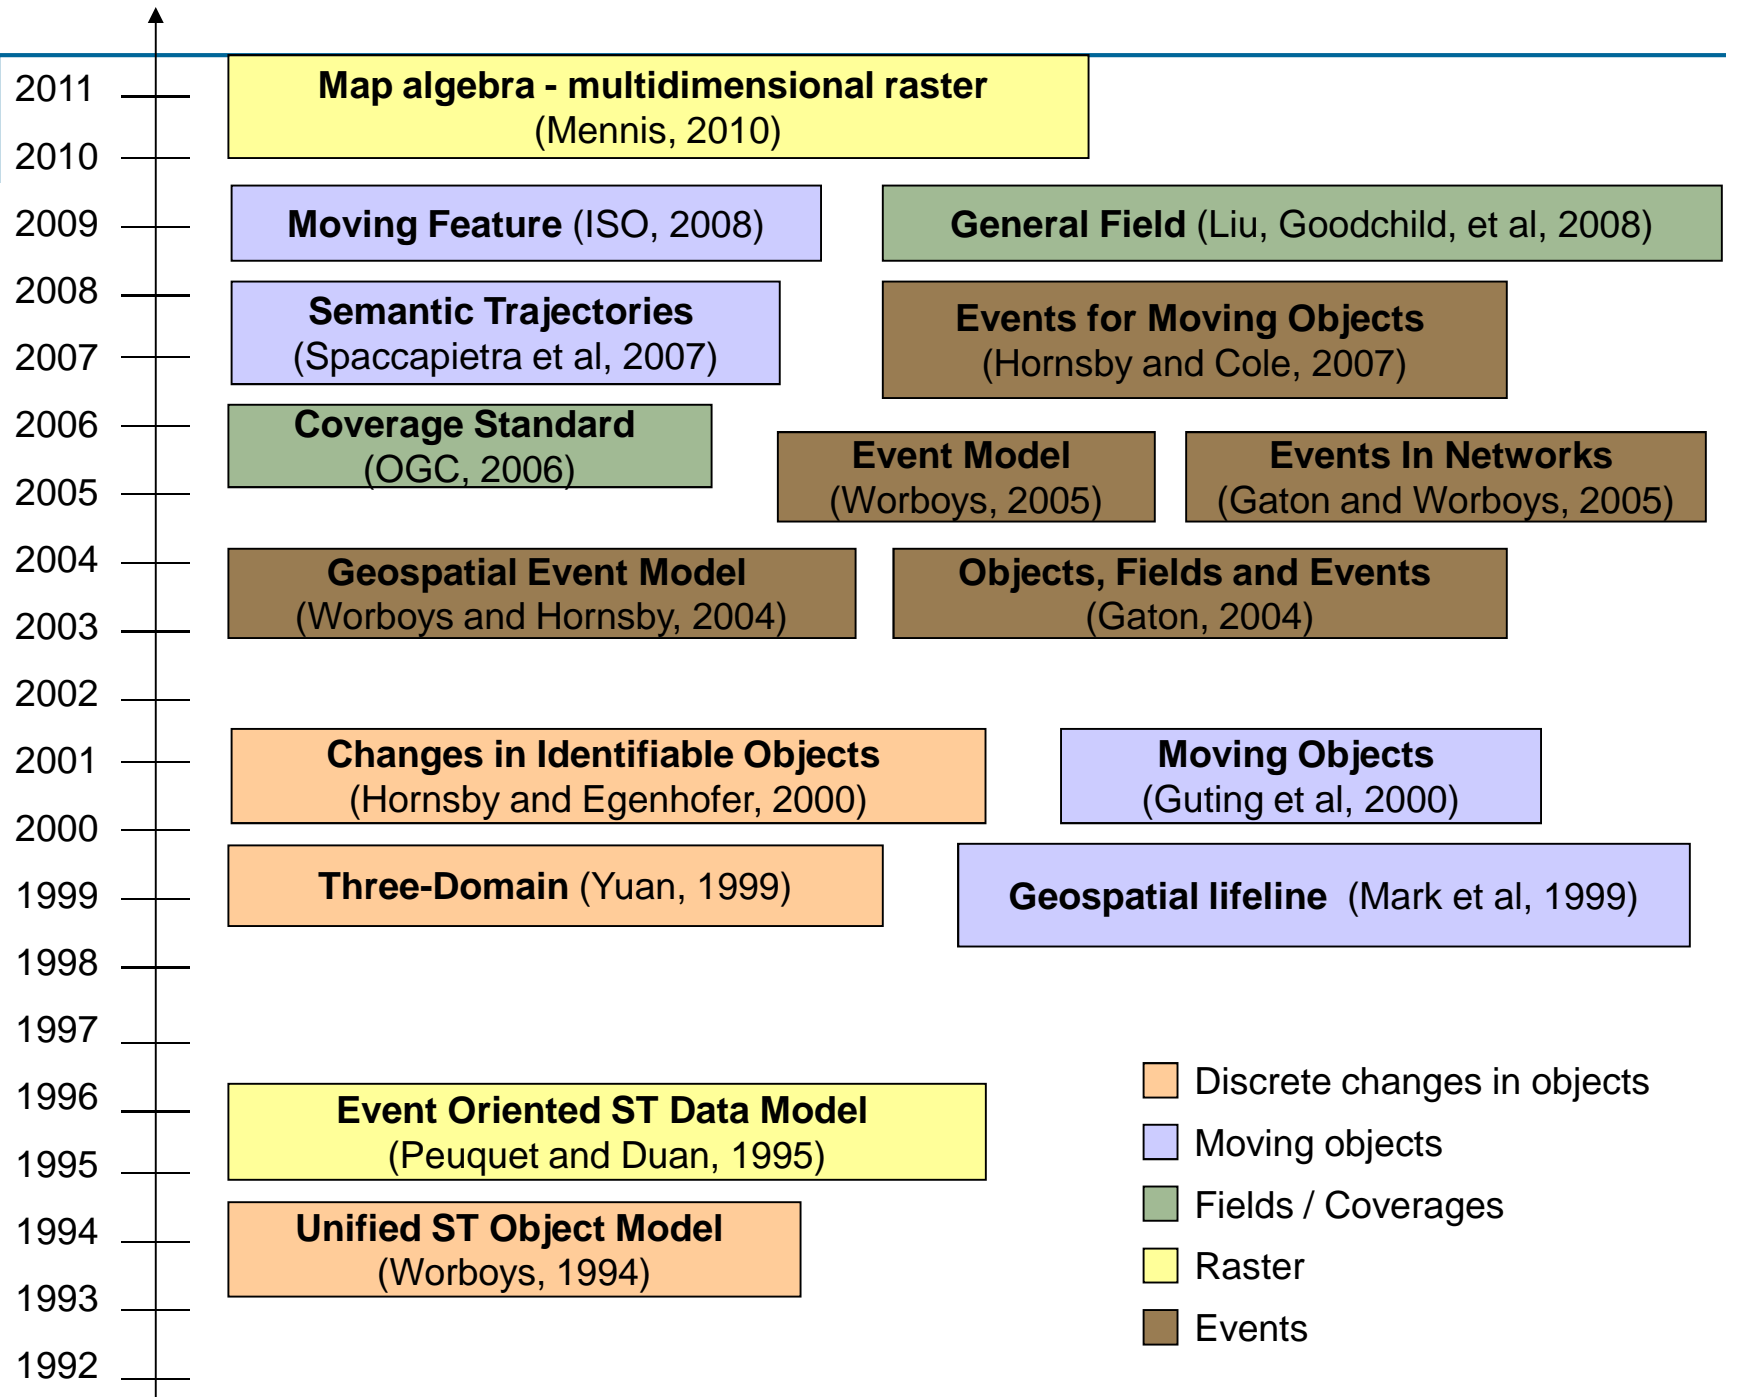 2011
Map algebra - multidimensional raster
(Mennis, 2010)
2010
2009
Moving Feature (ISO, 2008)
General Field (Liu, Goodchild, et al, 2008)
2008
Semantic Trajectories
(Spaccapietra et al, 2007)
Events for Moving Objects
(Hornsby and Cole, 2007)
2007
2006
Coverage Standard
(OGC, 2006)
Event Model
(Worboys, 2005)
Events In Networks
(Gaton and Worboys, 2005)
2005
2004
Geospatial Event Model
(Worboys and Hornsby, 2004)
Objects, Fields and Events
(Gaton, 2004)
2003
2002
2001
Changes in Identifiable Objects
(Hornsby and Egenhofer, 2000)
Moving Objects
(Guting et al, 2000)
2000
Three-Domain (Yuan, 1999)
1999
Geospatial lifeline (Mark et al, 1999)
1998
1997
1996
Event Oriented ST Data Model
(Peuquet and Duan, 1995)
1995
1994
Unified ST Object Model
(Worboys, 1994)
1993
1992
Discrete changes in objects
Moving objects
Fields / Coverages
Raster
Events